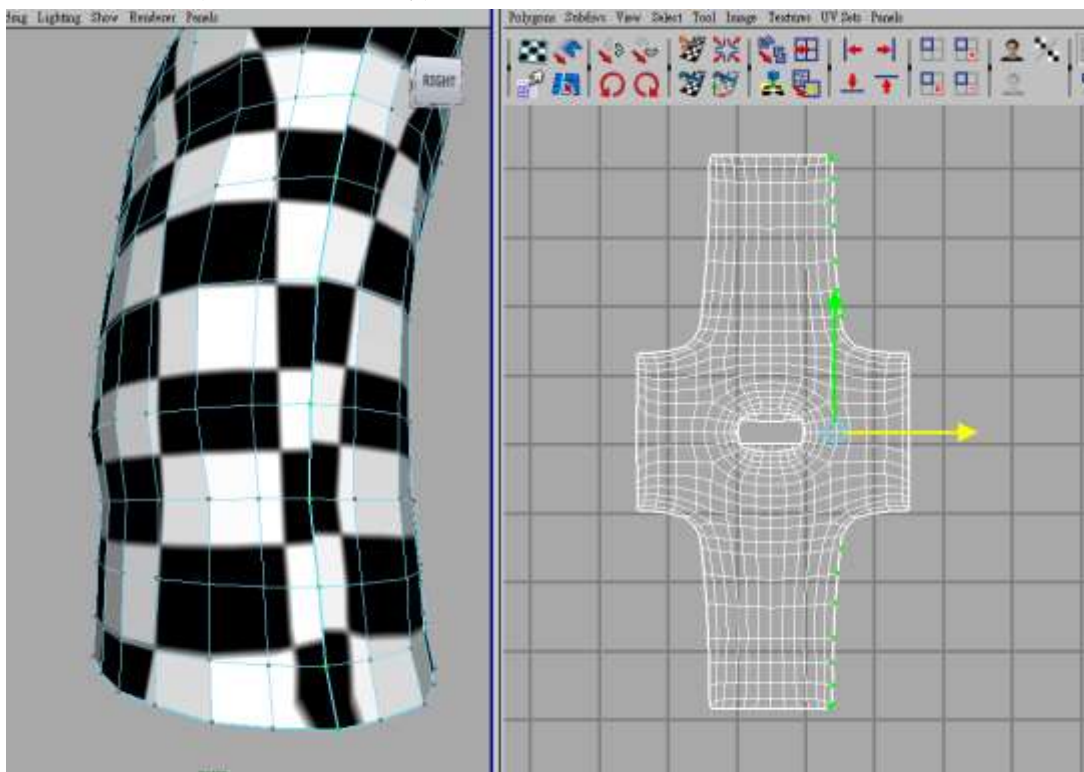 Lighting Show Renderer Panels
Polygons Subdivs View Select Tool Image Textures UV Sets Panels
RIGHT